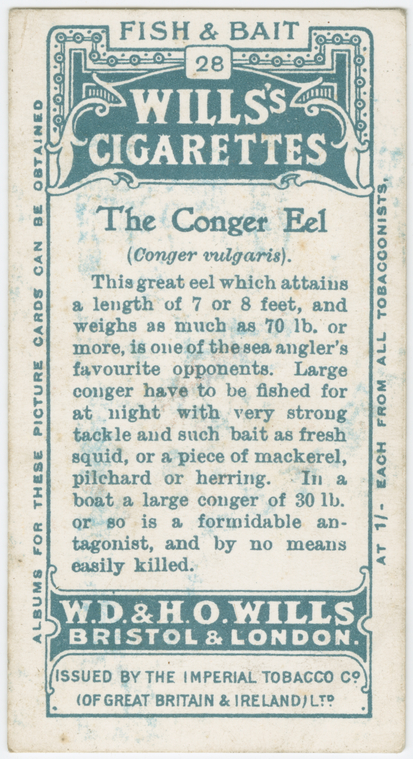 FISH & BAIT
28
WILLS'S
CIGARETTES
The Conger Eel
(Conger vulgaris).
This great eel which attains
a length of 7 or 8 feet, and
weighs as much as 70 lb. or
more, is one of the sea angler's
favourite opponents. Large
conger have to be fished for
at night with very strong
tackle and such bait as fresh
squid, or a piece of mackerel,
pilchard or herring. In a
boat a large conger of 30 lb.
or so is a formidable an-
tagonist, and by no means
easily killed.
W.D. & H.O. WILLS
BRISTOL & LONDON.
ISSUED BY THE IMPERIAL TOBACCO Co
(OF GREAT BRITAIN & IRELAND) LTD
ALBUMS FOR THESE PICTURE CARDS CAN BE OBTAINED
AT 1/- EACH FROM ALL TOBACCONISTS.